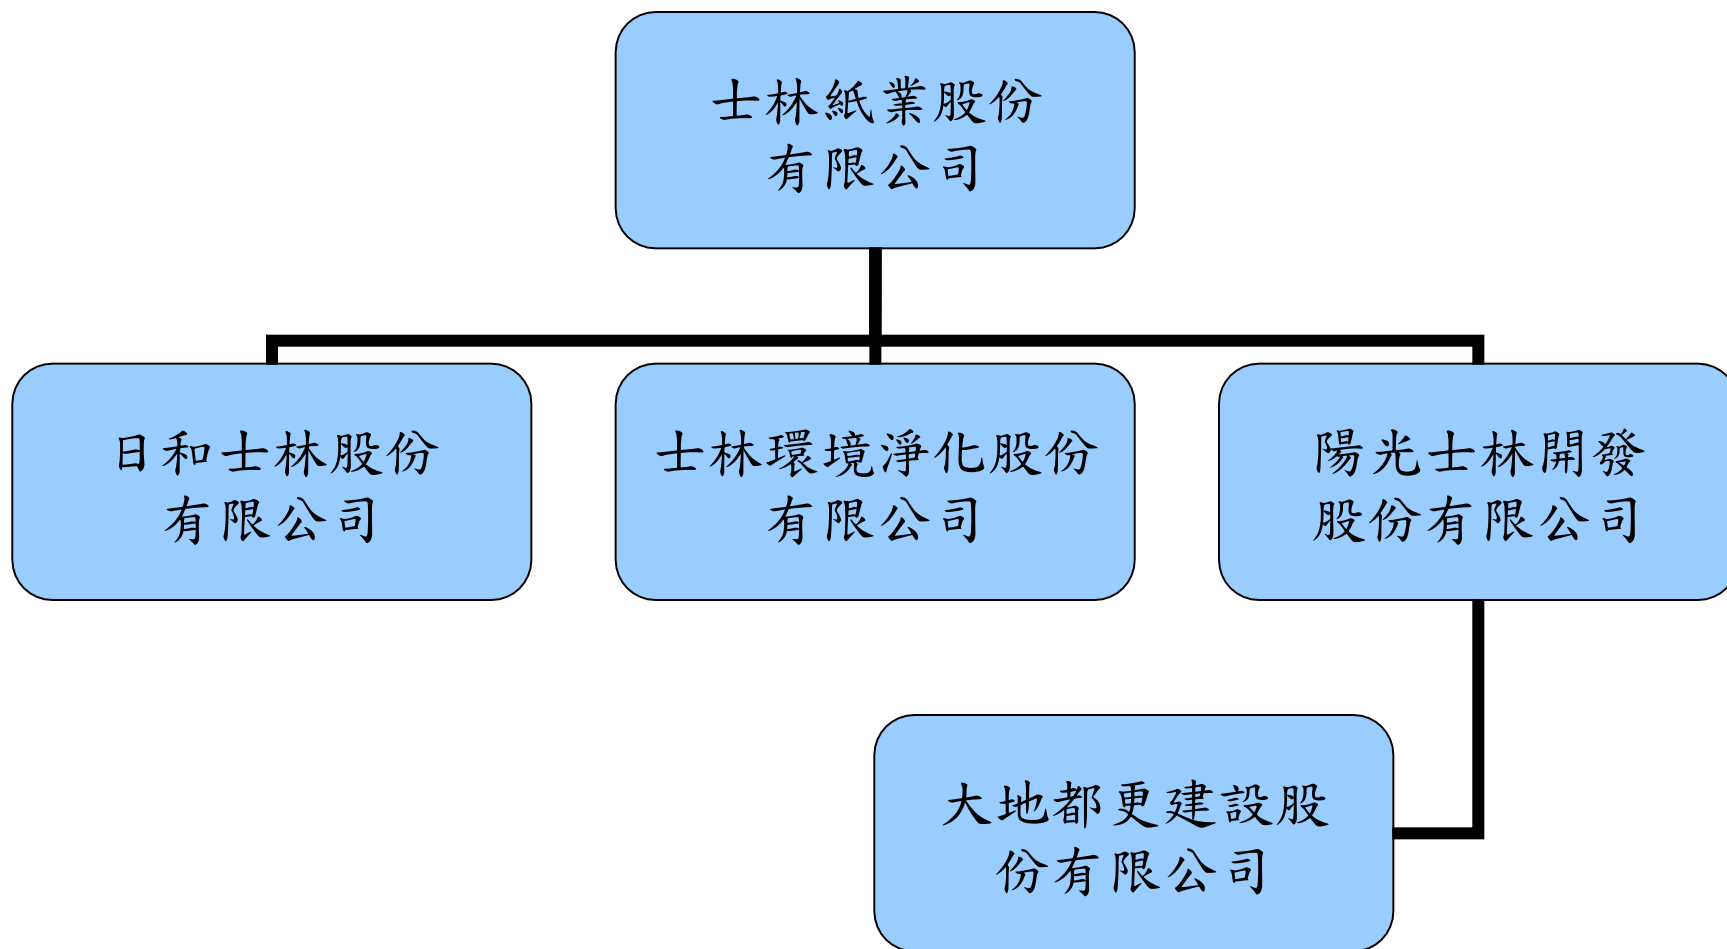 士林紙業股份
有限公司
日和士林股份
有限公司
士林環境淨化股份
有限公司
陽光士林開發
股份有限公司
大地都更建設股
份有限公司